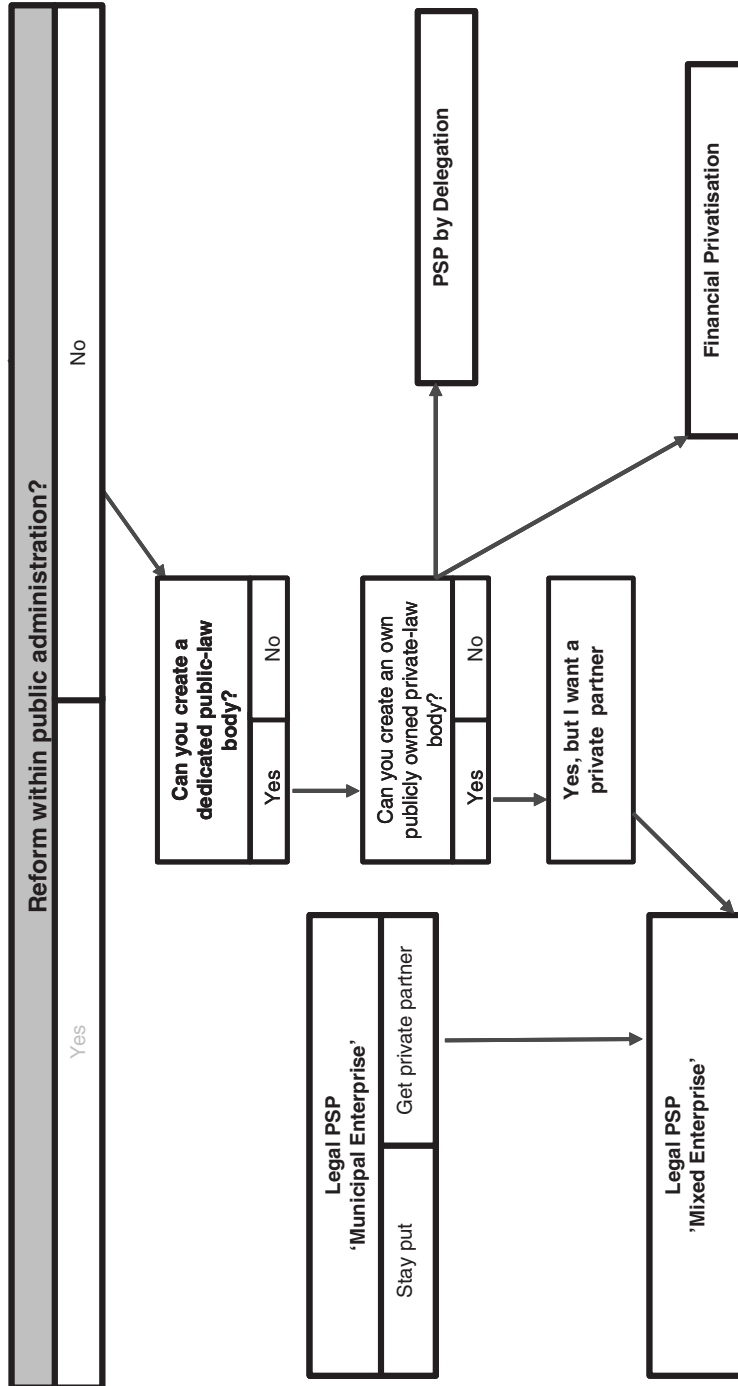 Reform within public administration?
Yes
No
Can you create a
dedicated public-law
body?
Yes
No
Legal PSP
‘Municipal Enterprise’
Stay put
Get private partner
Can you create an own
publicly owned private-law
body?
Yes
No
PSP by Delegation
Yes, but I want a
private partner
Legal PSP
’Mixed Enterprise’
Financial Privatisation